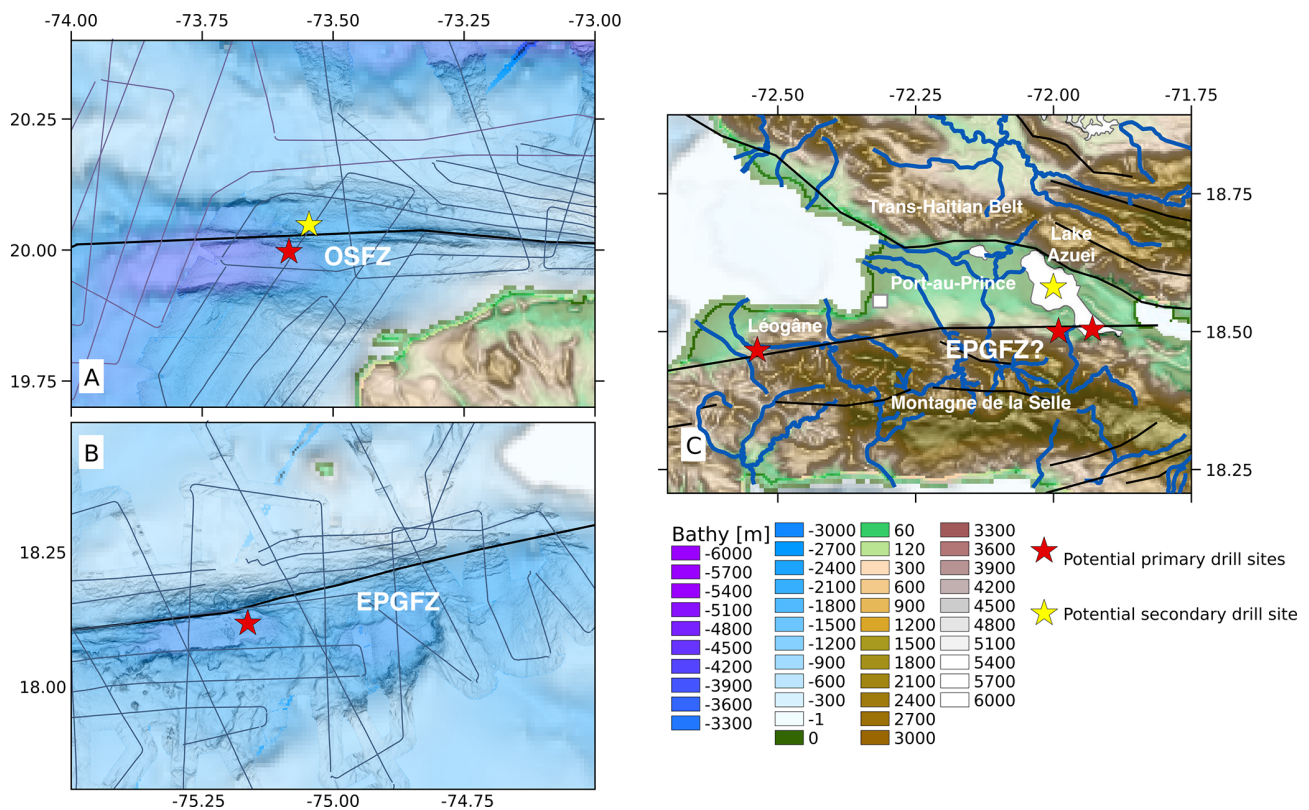 -74.00 -73.75 -73.50 -73.25 -73.00
20.25
20.00
19.75
OSFZ
A
B
EPGFZ
18.25
18.00
-75.25 -75.00 -74.75
-72.50 -72.25 -72.00 -71.75
18.75
18.50
18.25
Trans-Haitian Belt
Lake
Azuei
Port-au-Prince
Léogâne
EPGFZ?
Montagne de la Selle
C
Bathy [m]
-6000
-5700
-5400
-5100
-4800
-4500
-4200
-3900
-3600
-3300
-3000
-2700
-2400
-2100
-1800
-1500
-1200
-900
-600
-300
-1
0
60
120
300
600
900
1200
1500
1800
2100
2400
2700
3000
3300
3600
3900
4200
4500
4800
5100
5400
5700
6000
Potential primary drill sites
Potential secondary drill site